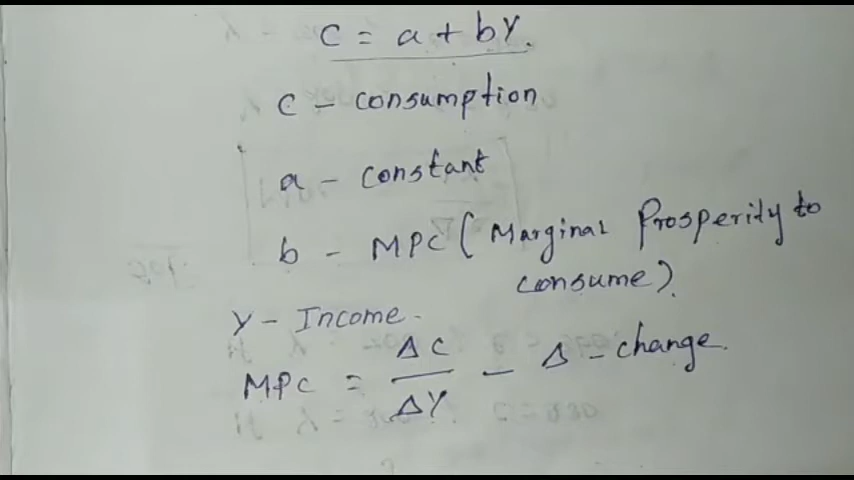 C = a + bY.
C - consumption
a - constant
b - MPC ( Marginal Prosperity to
consume).
Y - Income.
MPC = ΔC/ΔY - Δ - change.